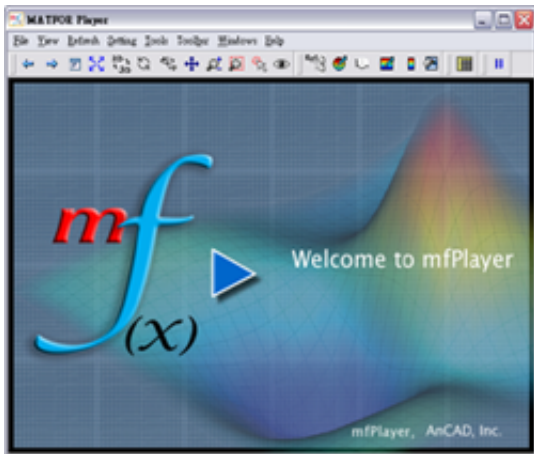 MATFOR Player
File View Refresh Setting Tools Toolbar Windows Help
mf
(x)
Welcome to mfPlayer
mfPlayer, AnCAD, Inc.